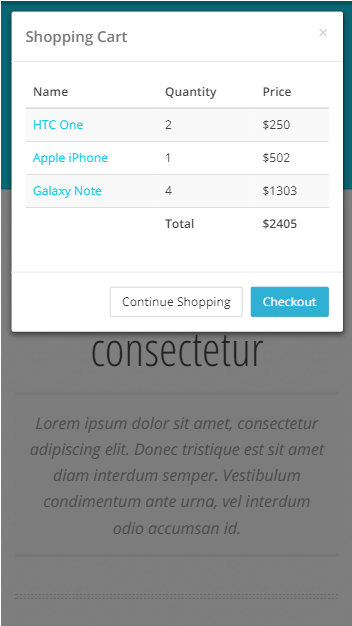 Shopping Cart ×
Name Quantity Price
HTC One 2 $250
Apple iPhone 1 $502
Galaxy Note 4 $1303
Total $2405
Continue Shopping Checkout
consectetur
Lorem ipsum dolor sit amet, consectetur
adipiscing elit. Donec tristique est sit amet
diam interdum semper. Vestibulum
condimentum ante urna, vel interdum
odio accumsan id.